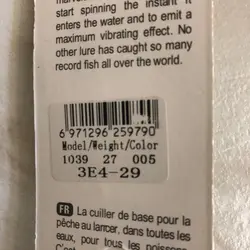 start spinning the instant it
enters the water and to emit a
maximum vibrating effect. No
other lure has caught so many
record fish all over the world.
6 971296 259790
Model/Weight/Color
1039 27 005
3E4-29
FR La cuiller de base pour la
pêche au lancer, dans toutes les
eaux, pour tous les poissons.
C'est